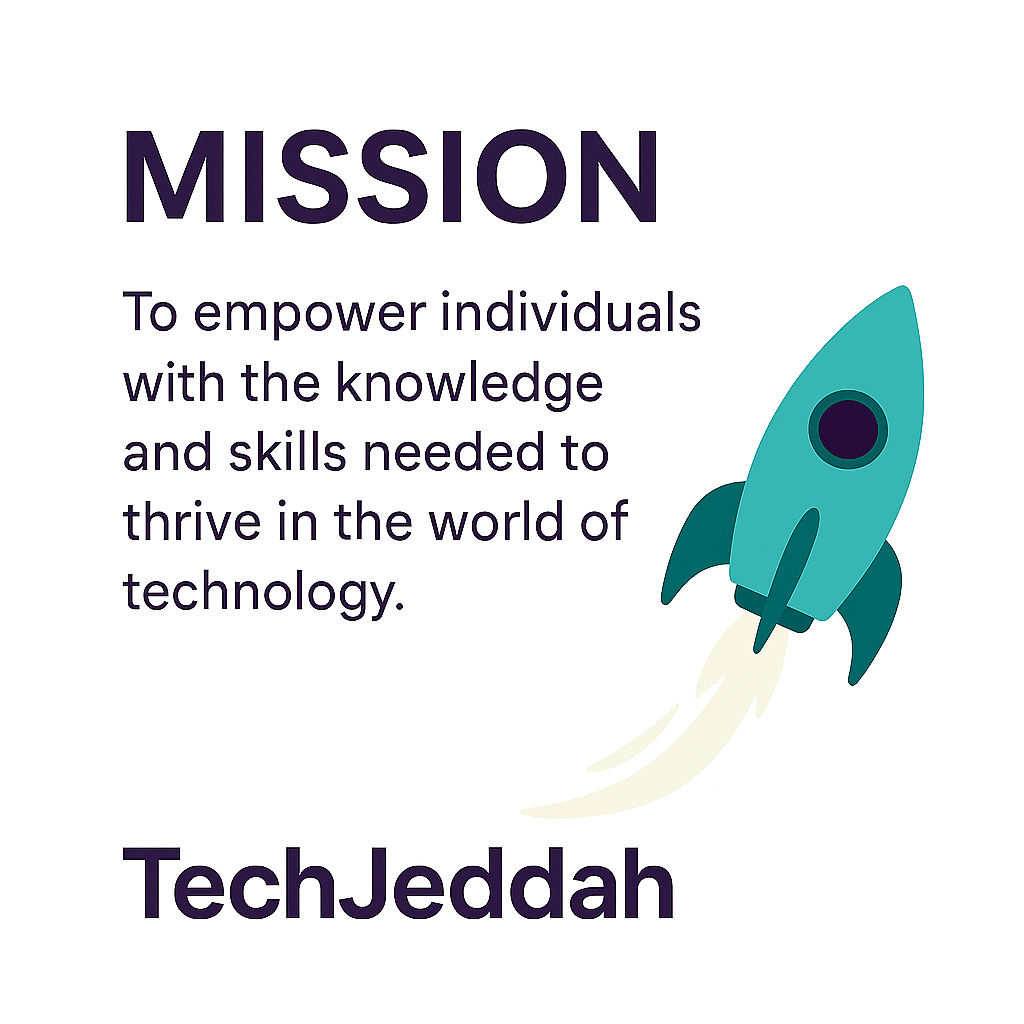 MISSION
To empower individuals
with the knowledge
and skills needed to
thrive in the world of
technology.
TechJeddah